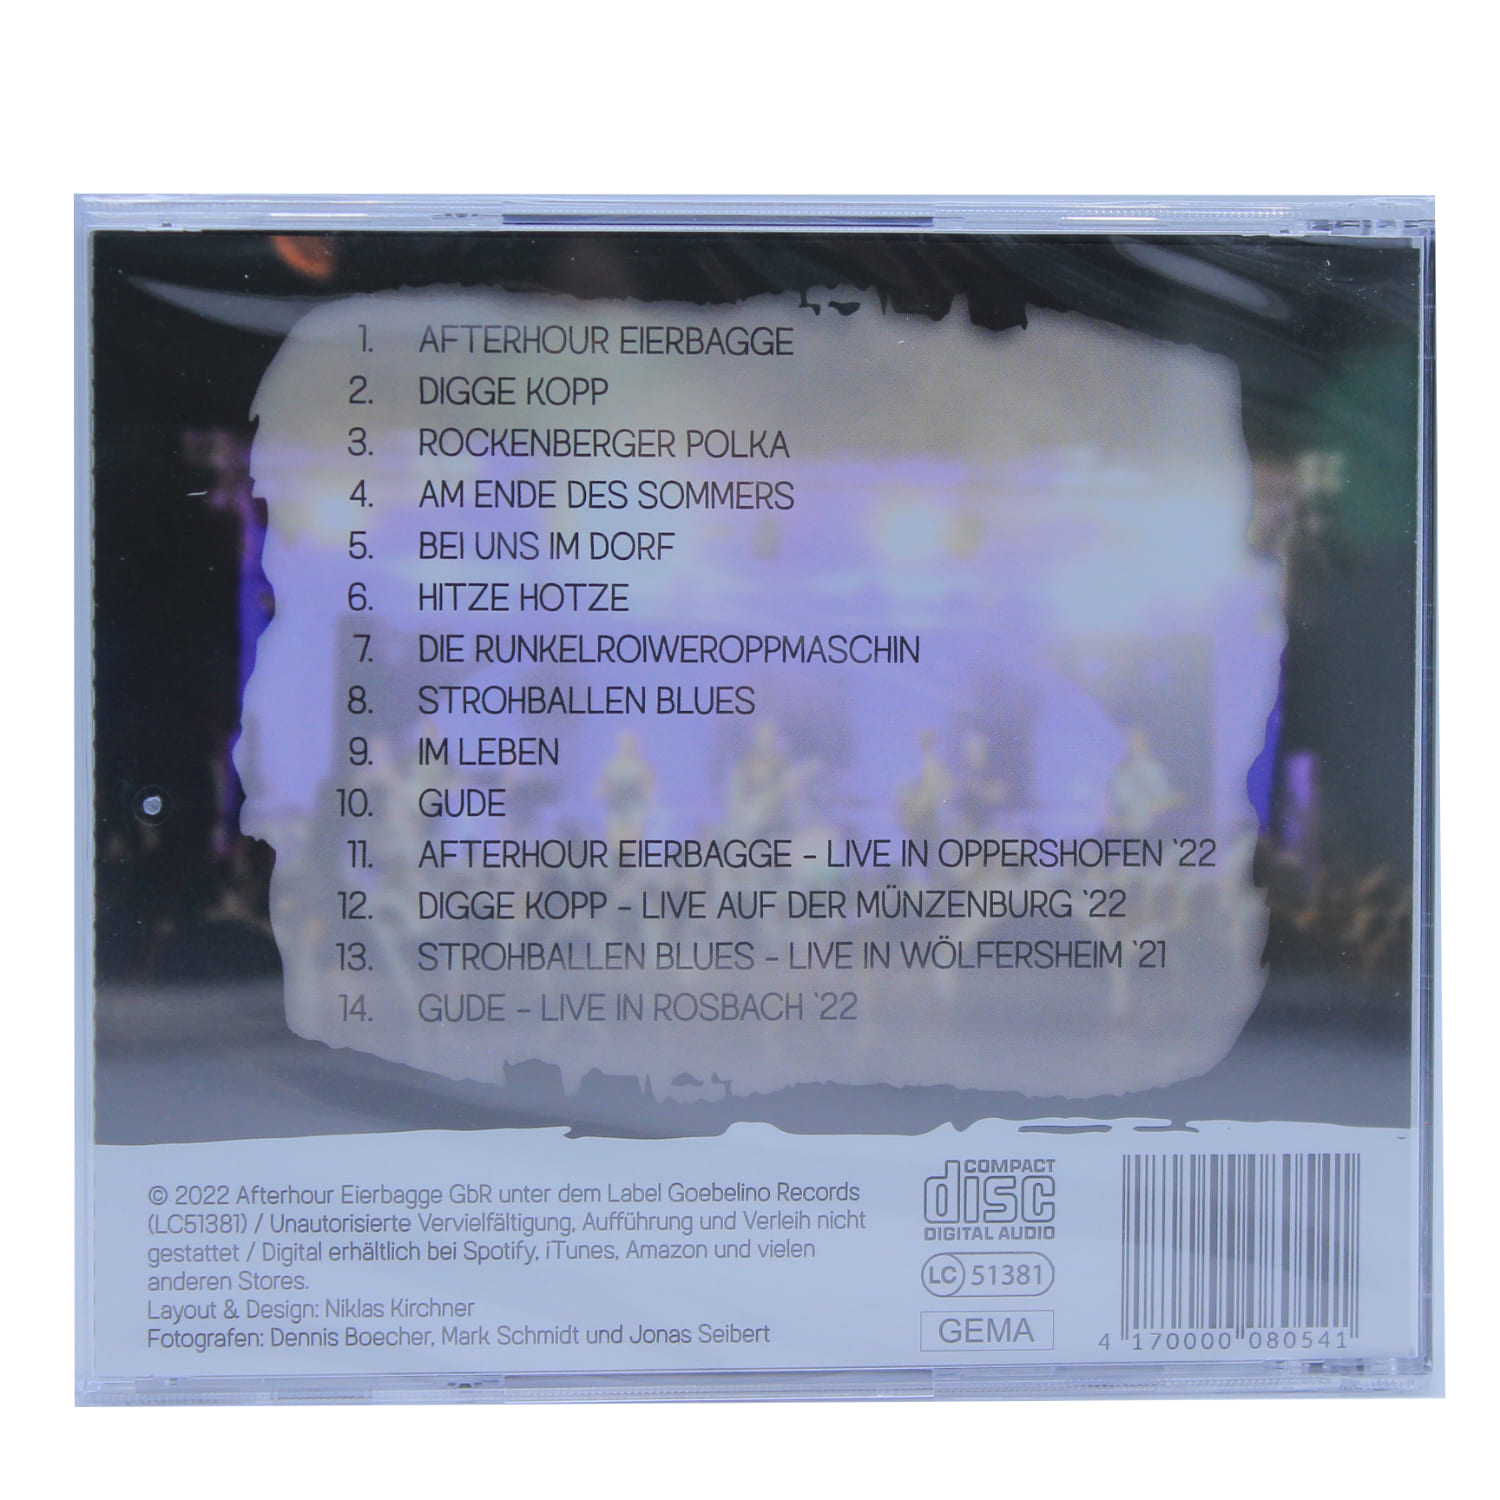 1. AFTERHOUR EIERBAGGE
2. DIGGE KOPP
3. ROCKENBERGER POLKA
4. AM ENDE DES SOMMERS
5. BEI UNS IM DORF
6. HITZE HOTZE
7. DIE RUNKELROIWEROPPMASCHIN
8. STROHBALLEN BLUES
9. IM LEBEN
10. GUDE
11. AFTERHOUR EIERBAGGE - LIVE IN OPPERSHOFEN `22
12. DIGGE KOPP - LIVE AUF DER MÜNZENBURG `22
13. STROHBALLEN BLUES - LIVE IN WÖLFERSHEIM `21
14. GUDE - LIVE IN ROSBACH `22
© 2022 Afterhour Eierbagge GbR unter dem Label Goebelino Records
(LC51381) / Unautorisierte Vervielfältigung, Aufführung und Verleih nicht
gestattet / Digital erhältlich bei Spotify, iTunes, Amazon und vielen
anderen Stores.
Layout & Design: Niklas Kirchner
Fotografen: Dennis Boecher, Mark Schmidt und Jonas Seibert
COMPACT
disc
DIGITAL AUDIO
LC 51381
GEMA
4 170000 080541